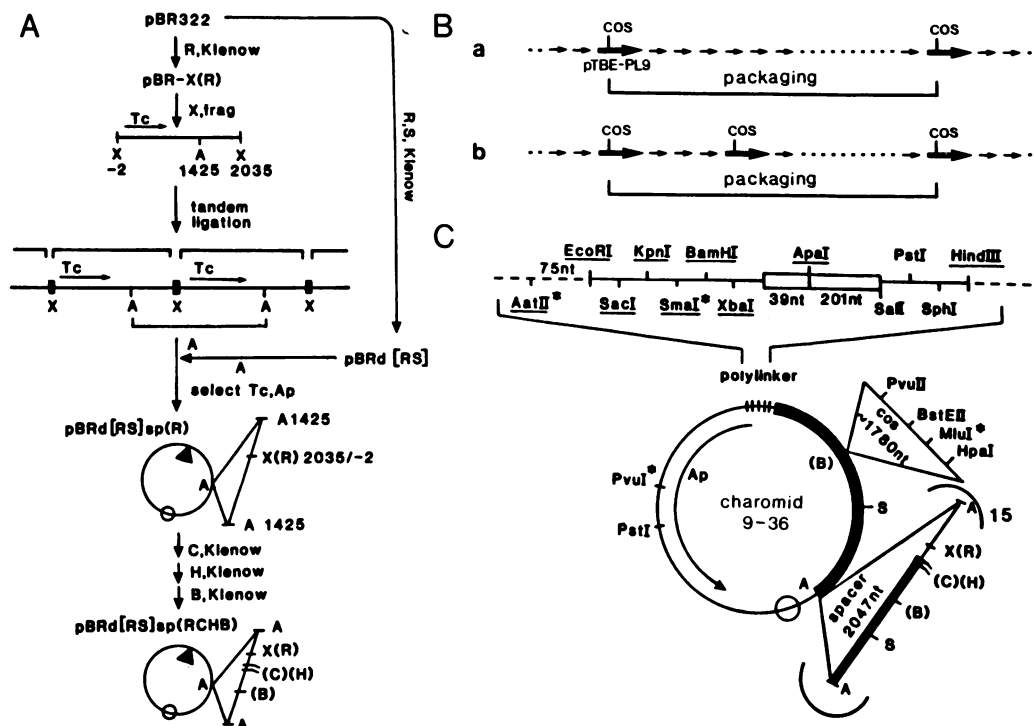 A
pBR322
R,Klenow
pBR-X(R)
X,frag
Tc
X A X
-2 1425 2035
tandem
ligation
Tc Tc
X X X
A A
A
A
pBRd [RS]
R,S, Klenow
select Tc,Ap
pBRd[RS]sp(R)
A1425
X(R) 2035/-2
A
A 1425
C,Klenow
H,Klenow
B,Klenow
pBRd[RS]sp(RCHB)
A
X(R)
(C)(H)
(B)
A
A
B
a
cos cos
pTBE-PL9
packaging
b
cos cos cos
packaging
C
75nt
EcoRI KpnI BamHI ApaI PstI HindIII
AatII* SacI SmaI* XbaI
39nt 201nt
SalI SphI
polylinker
PvuII
BstEII
MluI*
HpaI
cos
~1780nt
(B)
S
A
PvuI*
PstI
Ap
charomid
9-36
15
A
X(R)
(C)(H)
(B)
S
A
spacer
2047nt